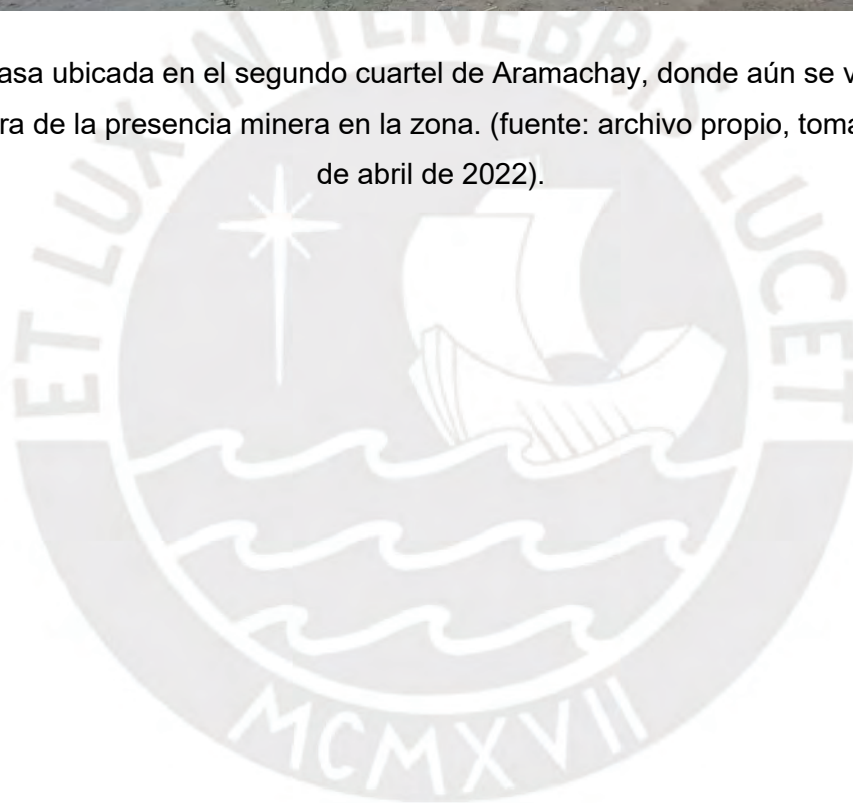 asa ubicada en el segundo cuartel de Aramachay, donde aún se v
ra de la presencia minera en la zona. (fuente: archivo propio, toma
de abril de 2022).
ET LUX IN TENEBRIS LUCET
MCMXVII